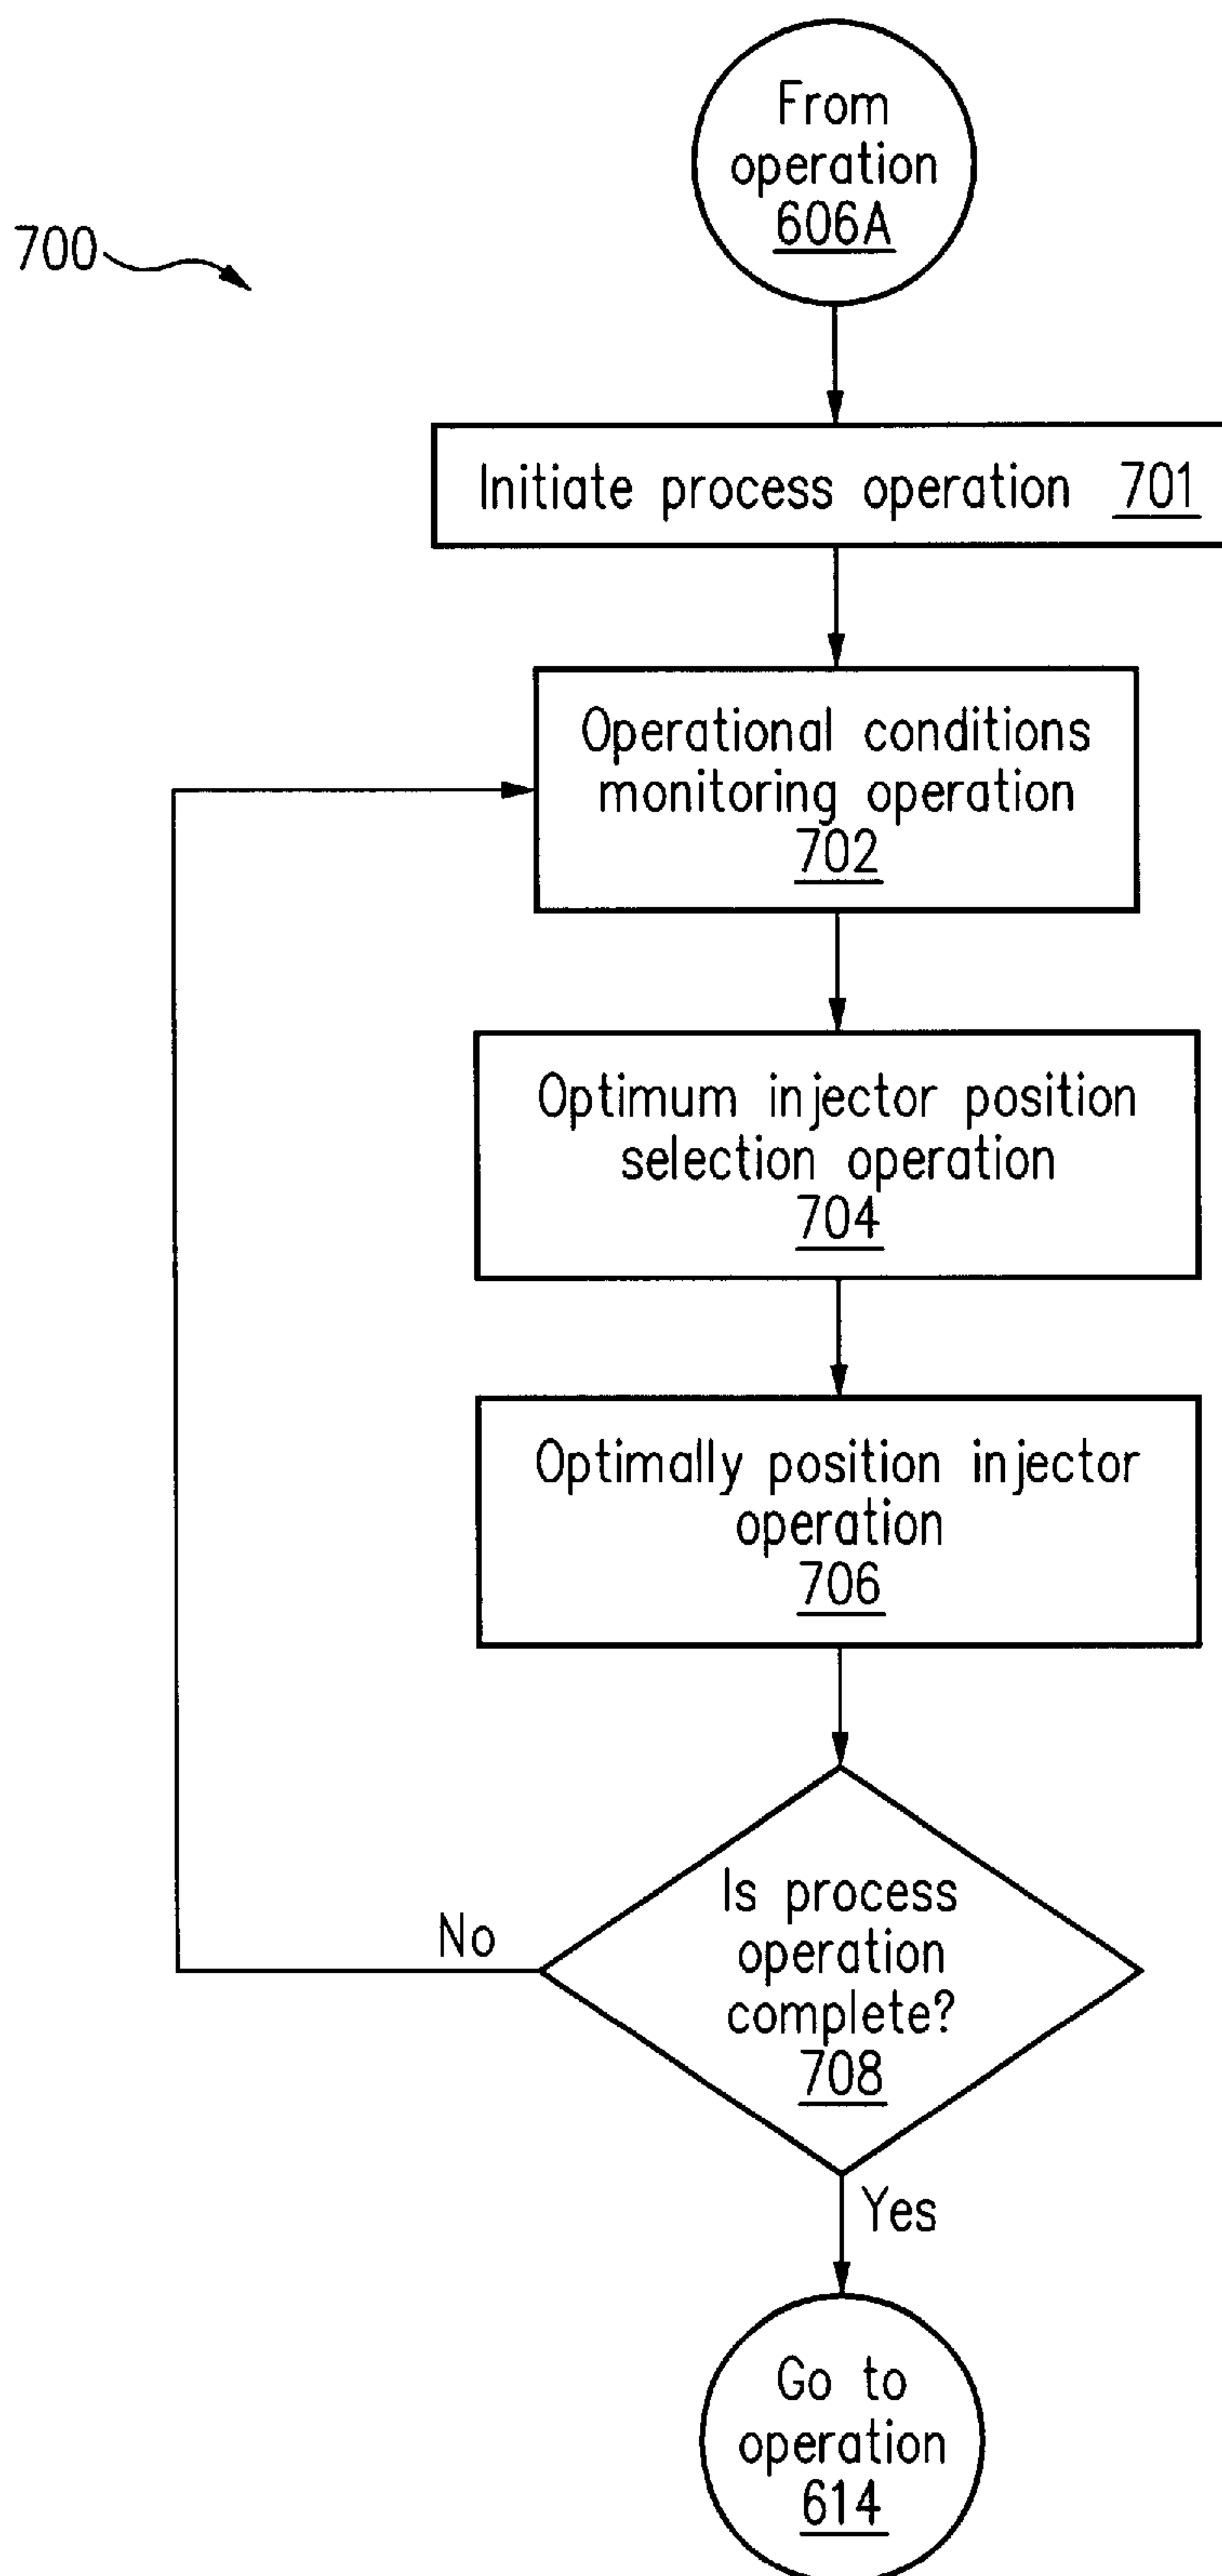 From
operation
606A
700
Initiate process operation 701
Operational conditions
monitoring operation
702
Optimum injector position
selection operation
704
Optimally position injector
operation
706
Is process
operation
complete?
708
No
Yes
Go to
operation
614